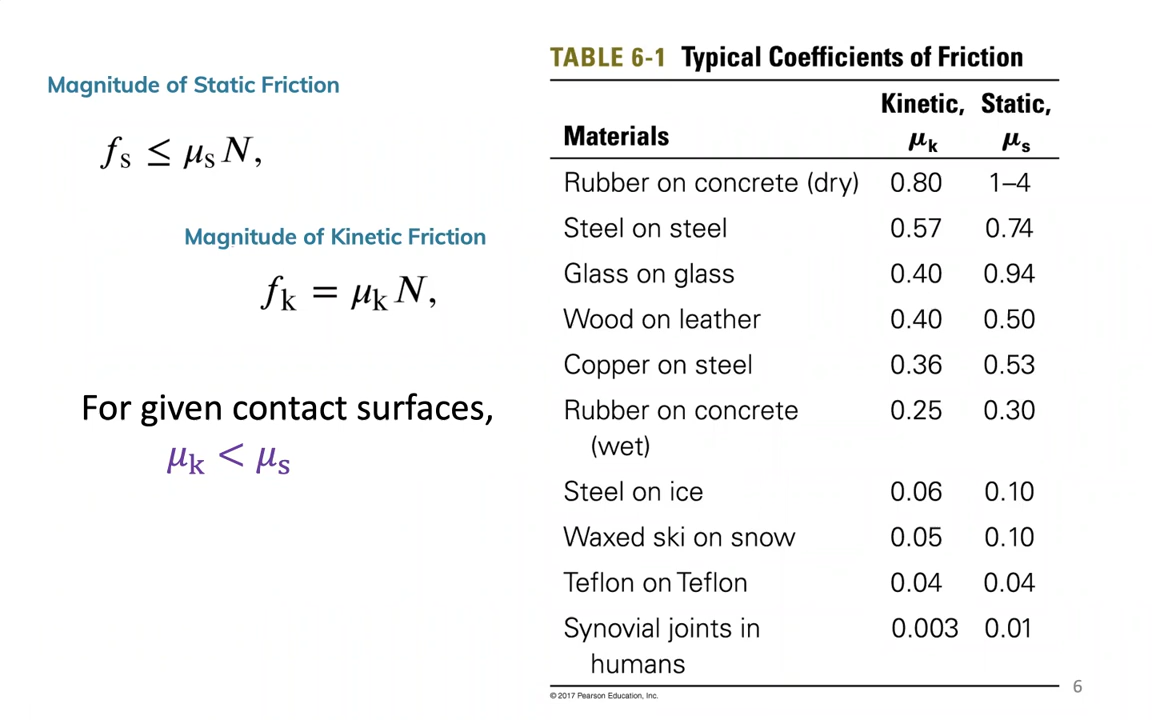 Magnitude of Static Friction
fs ≤ μs N,
Magnitude of Kinetic Friction
fk = μk N,
For given contact surfaces,
μk < μs
TABLE 6-1 Typical Coefficients of Friction
Materials Kinetic, μk Static, μs
Rubber on concrete (dry) 0.80 1–4
Steel on steel 0.57 0.74
Glass on glass 0.40 0.94
Wood on leather 0.40 0.50
Copper on steel 0.36 0.53
Rubber on concrete 0.25 0.30
(wet)
Steel on ice 0.06 0.10
Waxed ski on snow 0.05 0.10
Teflon on Teflon 0.04 0.04
Synovial joints in 0.003 0.01
humans
© 2017 Pearson Education, Inc.
6